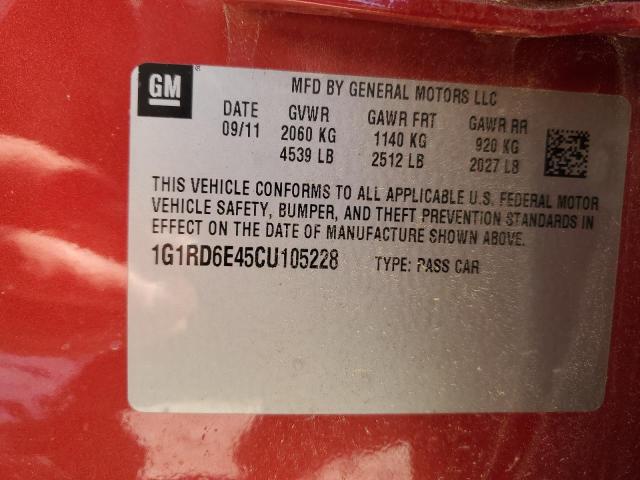 GM
MFD BY GENERAL MOTORS LLC
DATE GVWR GAWR FRT GAWR RR
09/11 2060 KG 1140 KG 920 KG
4539 LB 2512 LB 2027 LB
THIS VEHICLE CONFORMS TO ALL APPLICABLE U.S. FEDERAL MOTOR
VEHICLE SAFETY, BUMPER, AND THEFT PREVENTION STANDARDS IN
EFFECT ON THE DATE OF MANUFACTURE SHOWN ABOVE.
1G1RD6E45CU105228 TYPE: PASS CAR